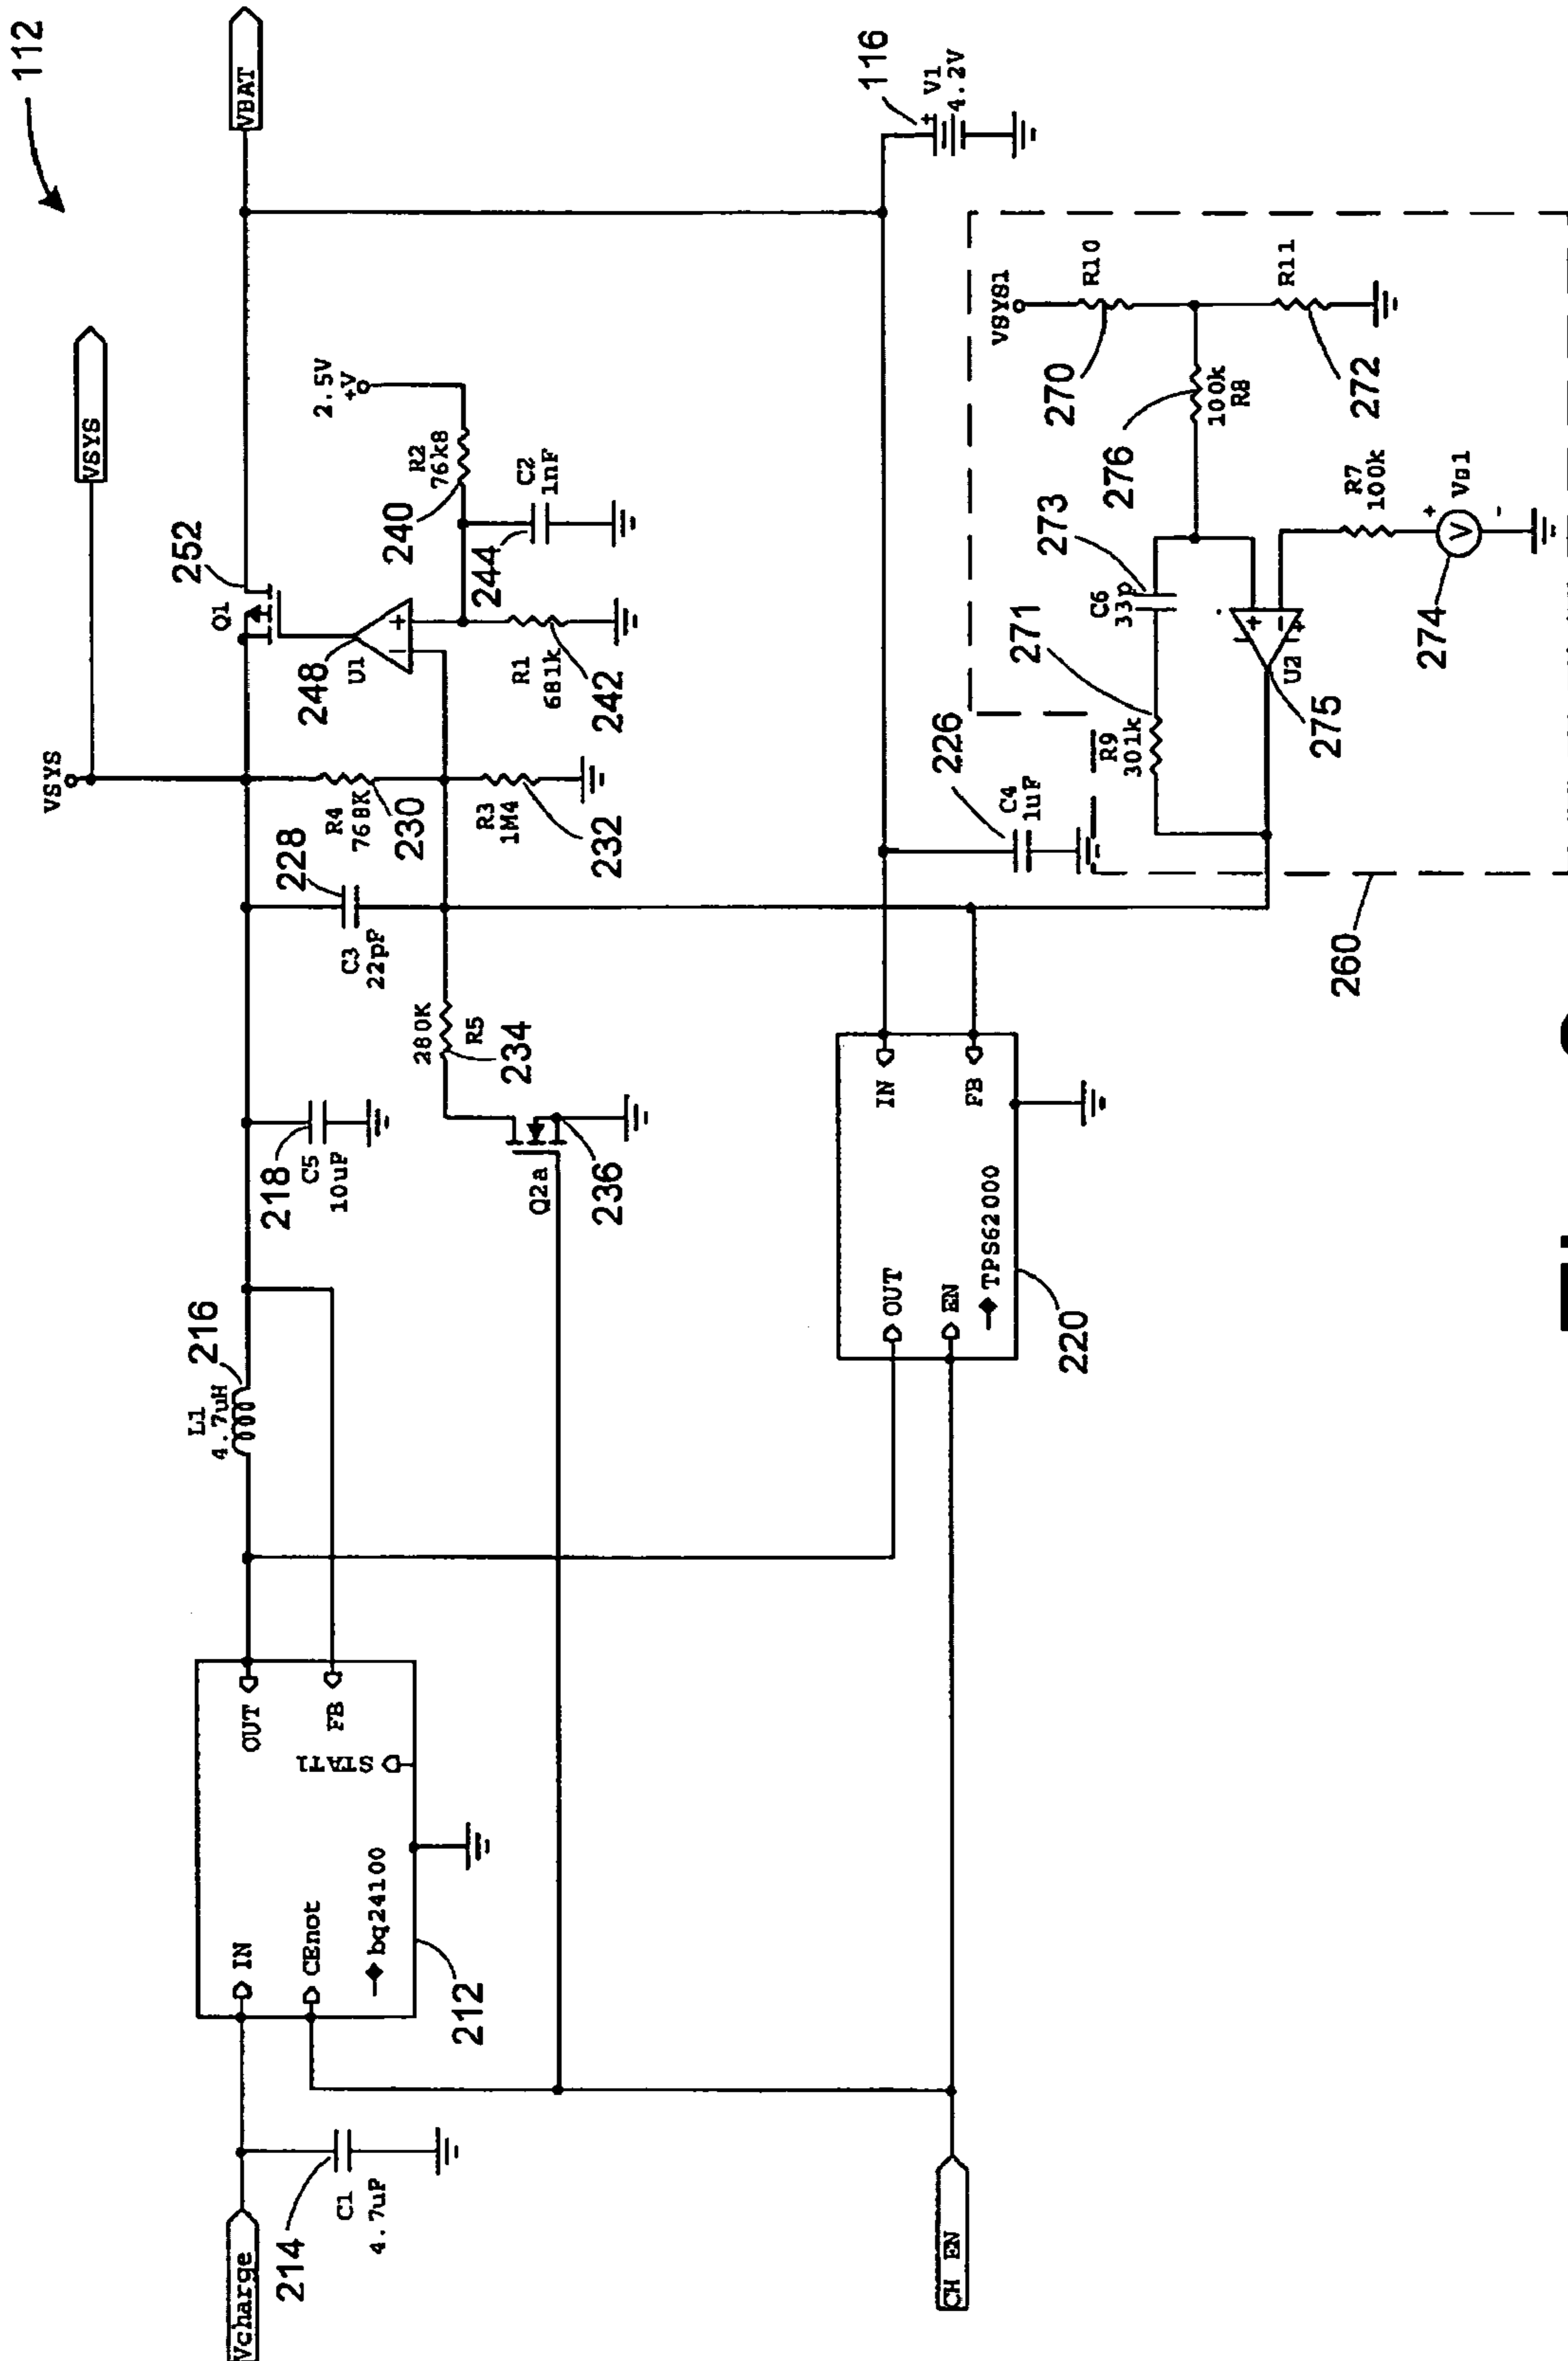 112
VBAT
VSYS
VSYS
252
Q1
248
U1
2.5V
+V
R2
76k8
240
C2
1nF
244
R1
681k
242
R4
768K
230
R3
1M4
232
228
C3
22pF
280K
R5
234
Q2a
236
218
C5
10uF
L1
4.7uH
216
OUT
FB
STAT1
IN
CEnot
bq24100
212
Vcharge
214
C1
4.7uF
CH EN
116
+ V1
4.2V
226
C4
1uF
IN
FB
OUT
EN
TPS62000
220
VSYS1
R10
270
R11
272
100k
R8
276
273
C6
33p
271
R9
301k
+
-
U2
275
R7
100k
V
+
-
Vs1
274
260